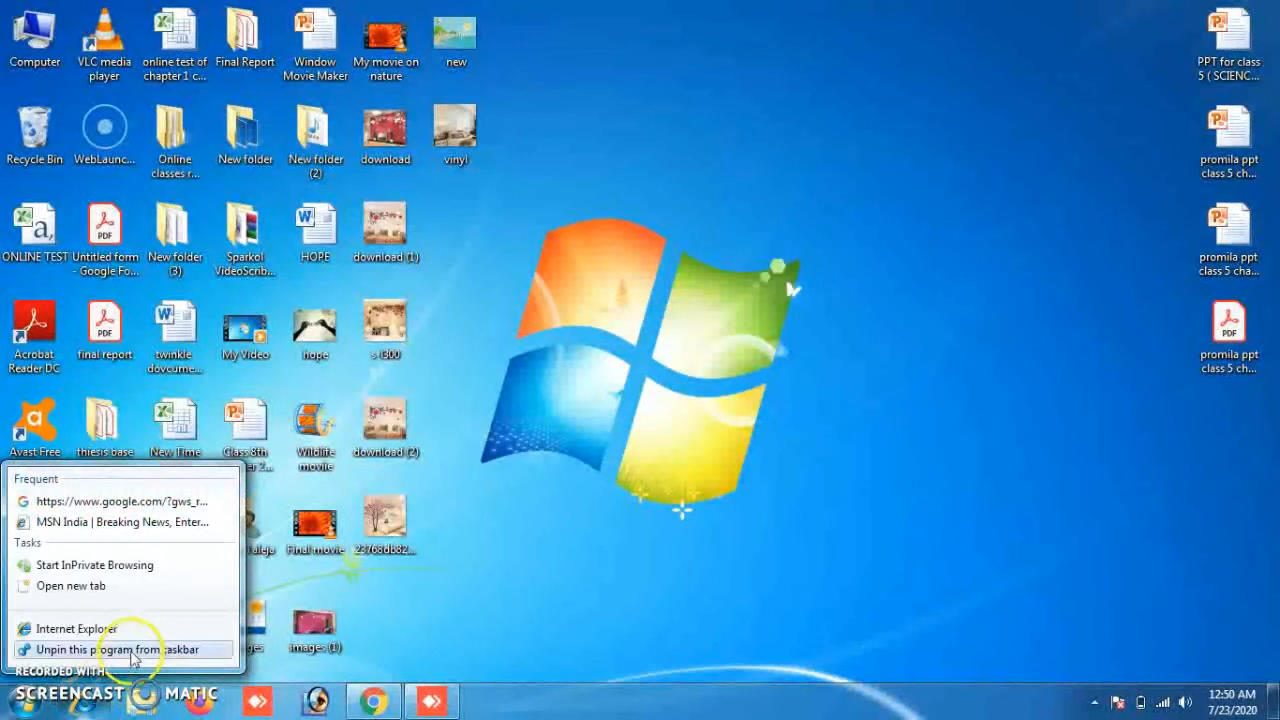 Computer
VLC media
player
online test of
chapter 1 c...
Final Report
Window
Movie Maker
My movie on
nature
new
PPT for class
5 ( SCIENC...
Recycle Bin
WebLaunc...
Online
classes r...
New folder
New folder
(2)
download
vinyl
promila ppt
class 5 ch...
ONLINE TEST
Untitled form
- Google Fo...
New folder
(3)
Sparkol
VideoScrib...
HOPE
download (1)
promila ppt
class 5 cha...
Acrobat
Reader DC
final report
twinkle
dovcume...
My Video
hope
s-l300
promila ppt
class 5 ch...
Avast Free
thiesis base
New Time
Class 8th
Wildlife
moviie
download (2)
Frequent
https://www.google.com/?gws_r...
MSN India | Breaking News, Enter...
Tasks
Start InPrivate Browsing
Open new tab
Internet Explorer
Unpin this program from taskbar
Final movie
23768db82...
images (1)
RECORDED WITH
SCREENCAST MATIC
12:50 AM
7/23/2020